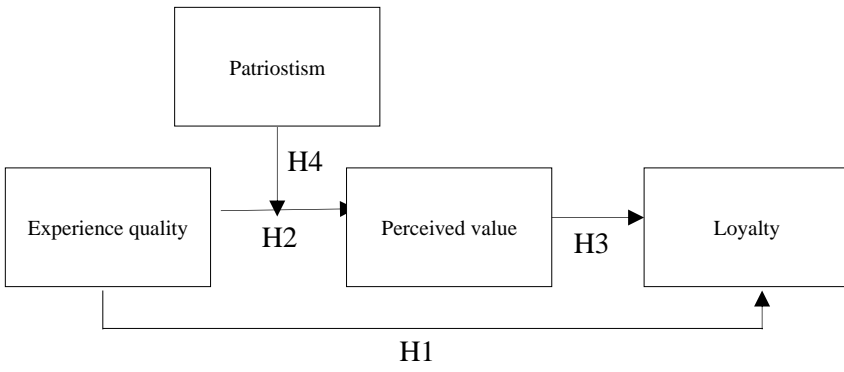 Patriostism
H4
Experience quality
H2
Perceived value
H3
Loyalty
H1